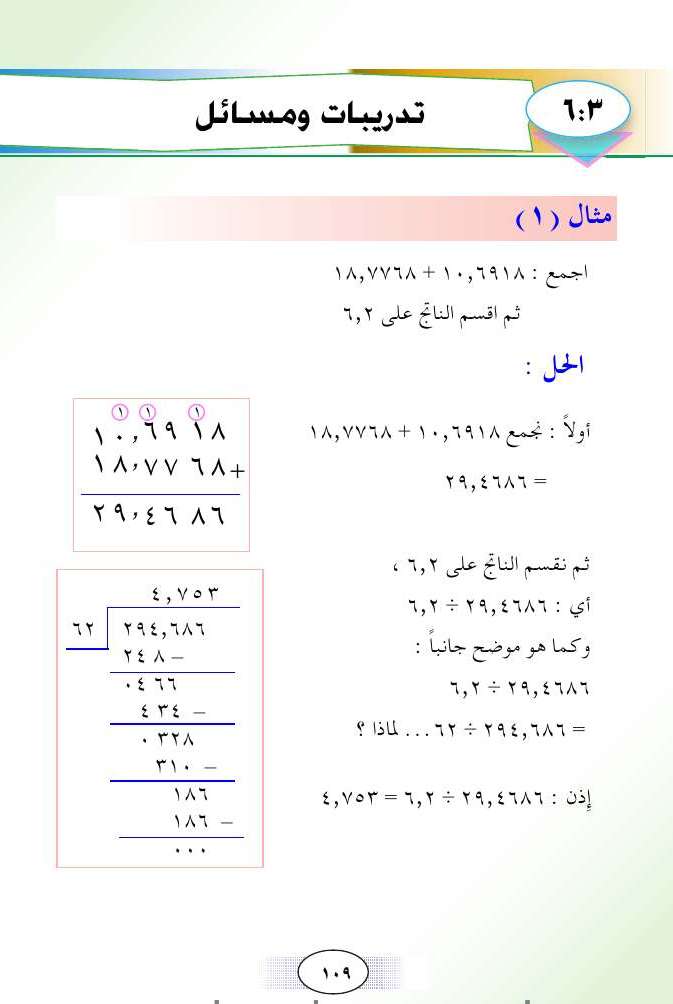 ٦:٣
تدريبات ومسائل
مثال (١)
اجمع : ١٠,٦٩١٨ + ١٨,٧٧٦٨
ثم اقسم الناتج على ٦,٢
الحل :
أولاً : نجمع ١٠,٦٩١٨ + ١٨,٧٧٦٨
= ٢٩,٤٦٨٦
١ ١ ١
١٠,٦٩١٨
١٨,٧٧٦٨ +
٢٩,٤٦٨٦
ثم نقسم الناتج على ٦,٢ ،
أي : ٢٩,٤٦٨٦ ÷ ٦,٢
وكما هو موضح جانباً :
٢٩,٤٦٨٦ ÷ ٦,٢
= ٢٩٤,٦٨٦ ÷ ٦٢ ... لماذا ؟
إذن : ٢٩,٤٦٨٦ ÷ ٦,٢ = ٤,٧٥٣
٤,٧٥٣
٦٢ ٢٩٤,٦٨٦
٢٤٨ −
٠٤٦٦
٤٣٤ −
٠٣٢٨
٣١٠ −
١٨٦
١٨٦ −
٠٠٠
١٠٩